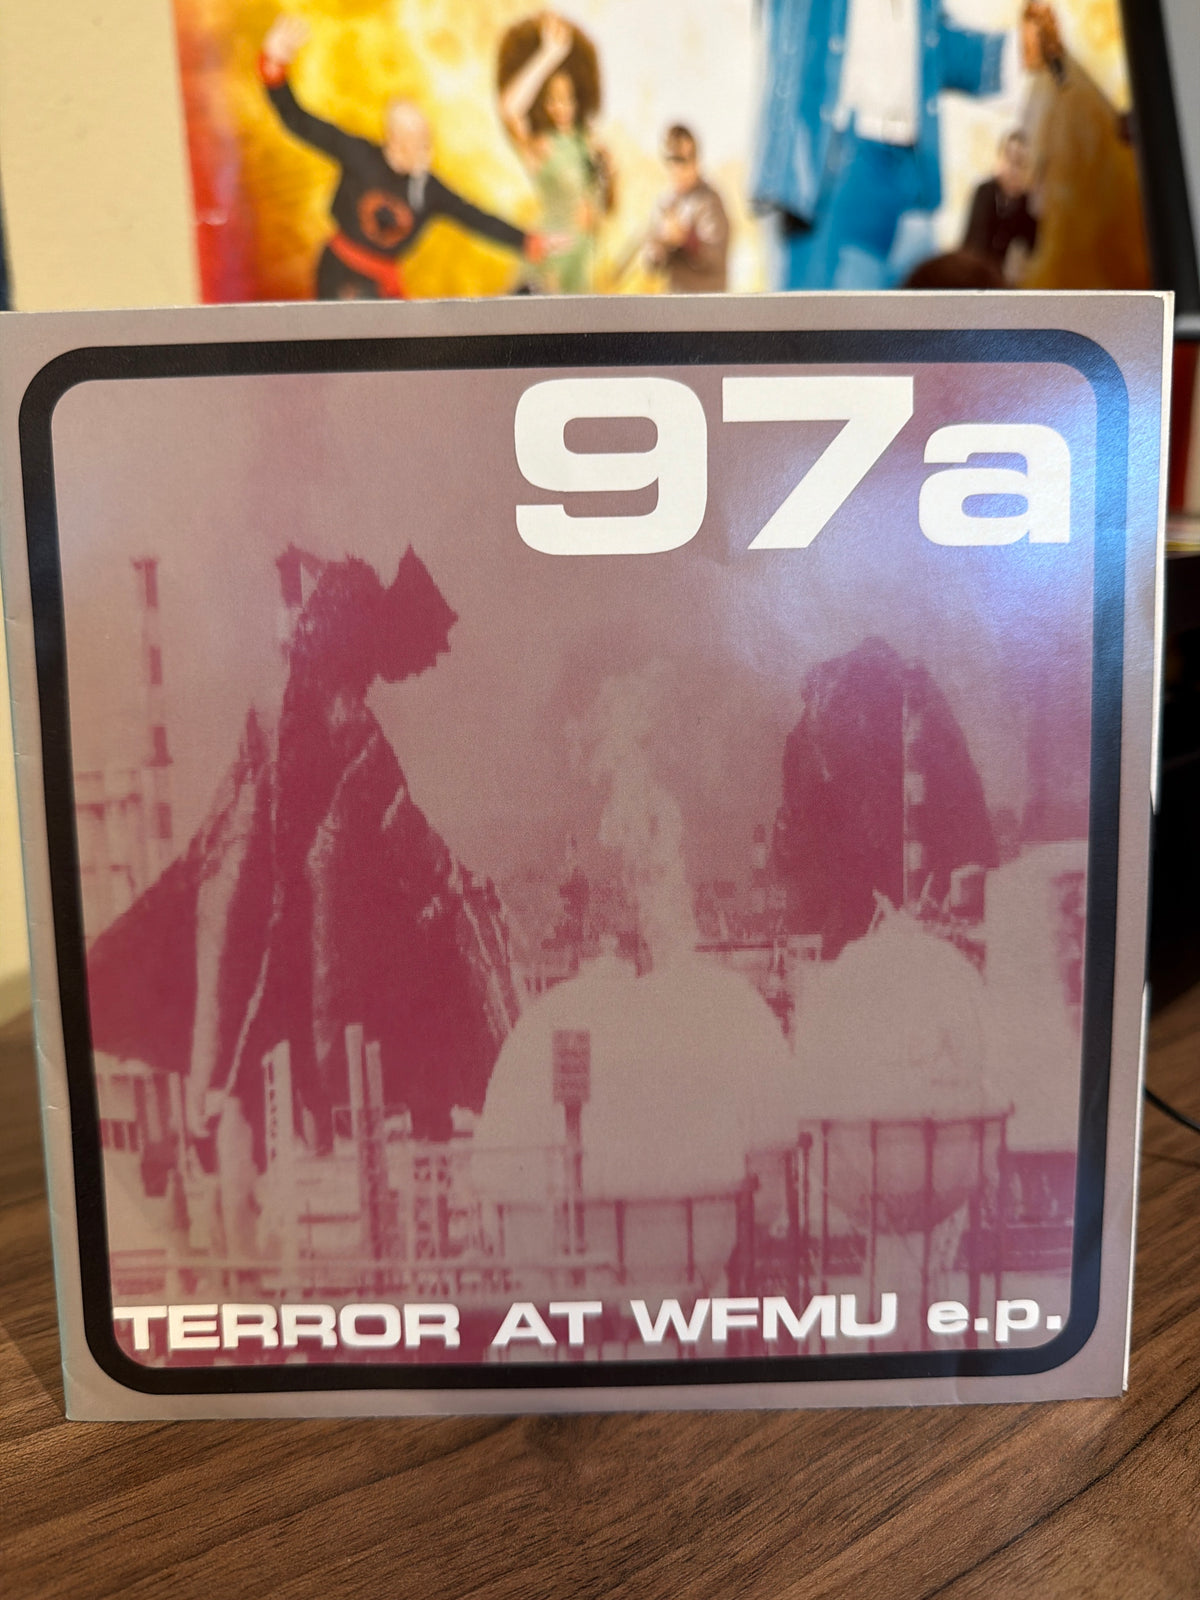 97a
TERROR AT WFMU e.p.